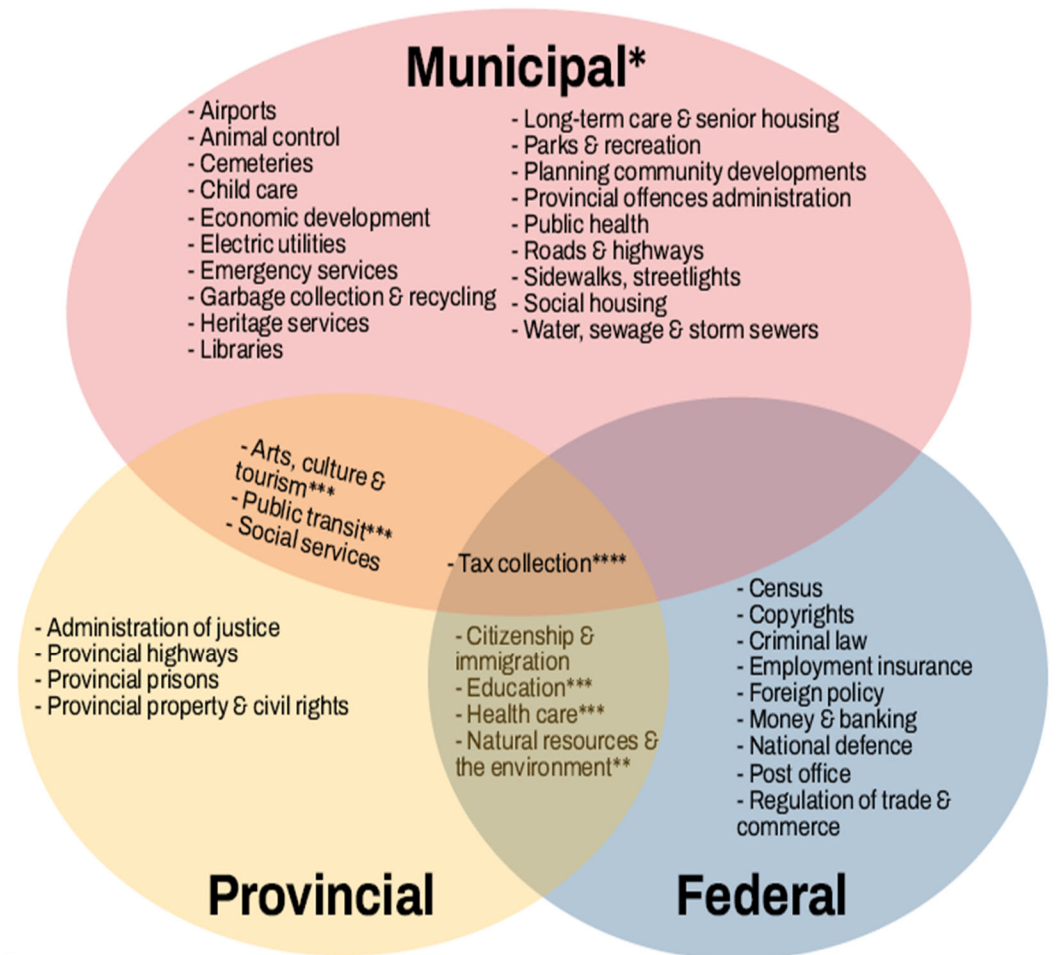 Municipal*
- Airports
- Animal control
- Cemeteries
- Child care
- Economic development
- Electric utilities
- Emergency services
- Garbage collection & recycling
- Heritage services
- Libraries
- Long-term care & senior housing
- Parks & recreation
- Planning community developments
- Provincial offences administration
- Public health
- Roads & highways
- Sidewalks, streetlights
- Social housing
- Water, sewage & storm sewers
- Arts, culture &
tourism***
- Public transit***
- Social services
- Tax collection****
- Administration of justice
- Provincial highways
- Provincial prisons
- Provincial property & civil rights
- Citizenship &
immigration
- Education***
- Health care***
- Natural resources &
the environment**
- Census
- Copyrights
- Criminal law
- Employment insurance
- Foreign policy
- Money & banking
- National defence
- Post office
- Regulation of trade &
commerce
Provincial
Federal